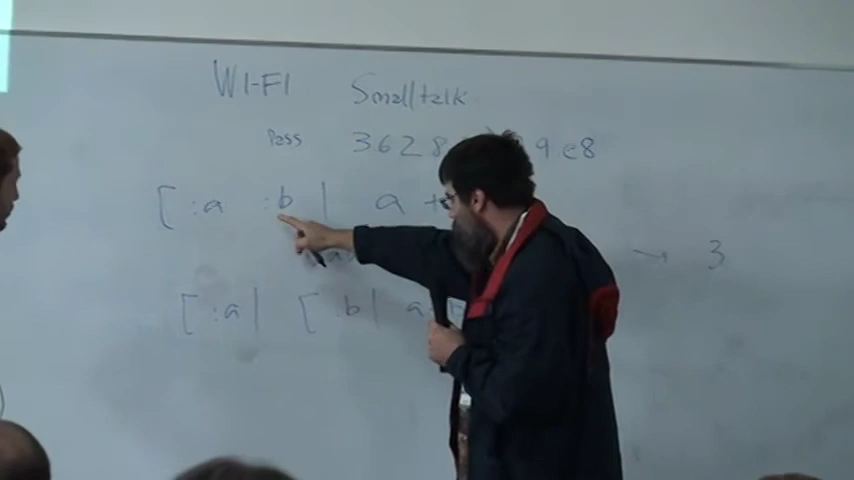 WI-FI Smalltalk
Pass 3628 9e8
[ :a :b | a +
→ 3
[ :a | [ :b | a